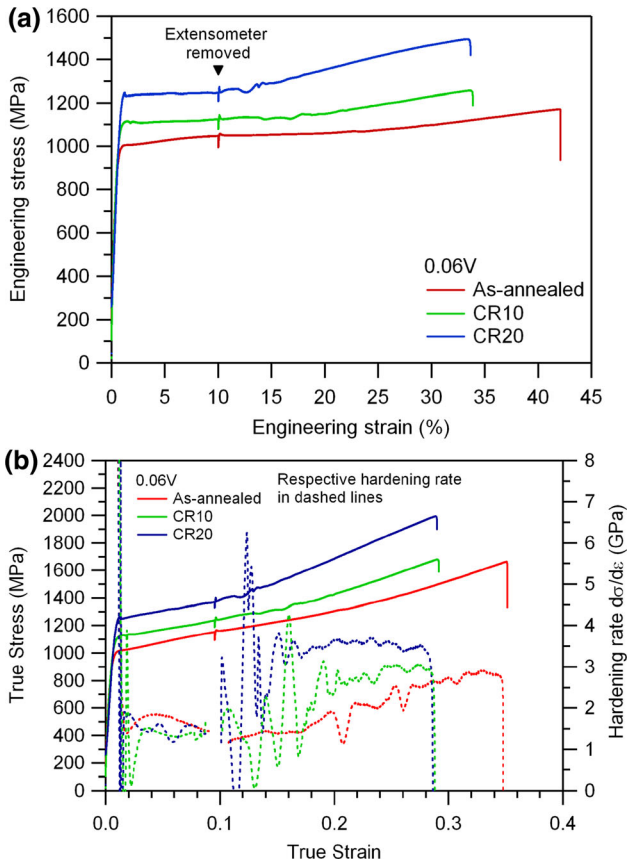 (a)
1600
1400
1200
1000
800
600
400
200
0
Engineering stress (MPa)
Extensometer
removed
0.06V
As-annealed
CR10
CR20
0 5 10 15 20 25 30 35 40 45
Engineering strain (%)
(b)
2400
2200
2000
1800
1600
1400
1200
1000
800
600
400
200
0
True Stress (MPa)
0.06V
As-annealed
CR10
CR20
Respective hardening rate
in dashed lines
8
7
6
5
4
3
2
1
0
Hardening rate dσ/dε (GPa)
0.0 0.1 0.2 0.3 0.4
True Strain